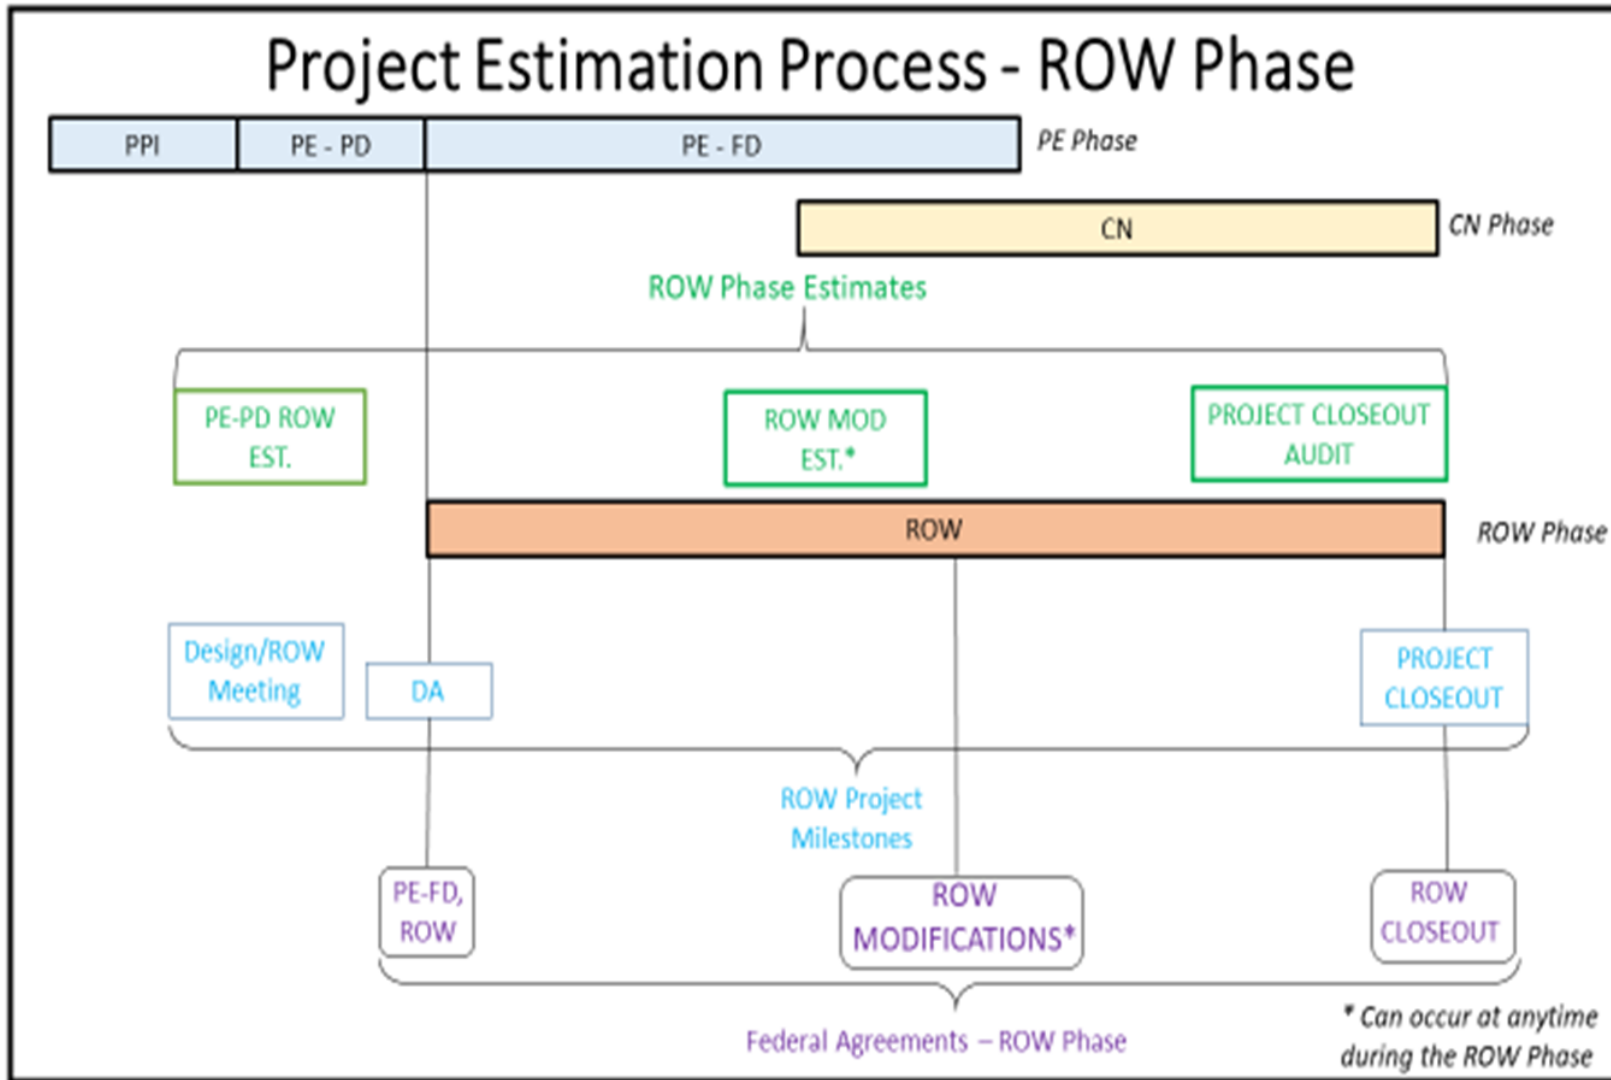 Project Estimation Process - ROW Phase
PPI
PE - PD
PE - FD
PE Phase
CN
CN Phase
ROW Phase Estimates
PE-PD ROW
EST.
ROW MOD
EST.*
PROJECT CLOSEOUT
AUDIT
ROW
ROW Phase
Design/ROW
Meeting
DA
PROJECT
CLOSEOUT
ROW Project
Milestones
PE-FD,
ROW
ROW
MODIFICATIONS*
ROW
CLOSEOUT
Federal Agreements – ROW Phase
* Can occur at anytime
during the ROW Phase